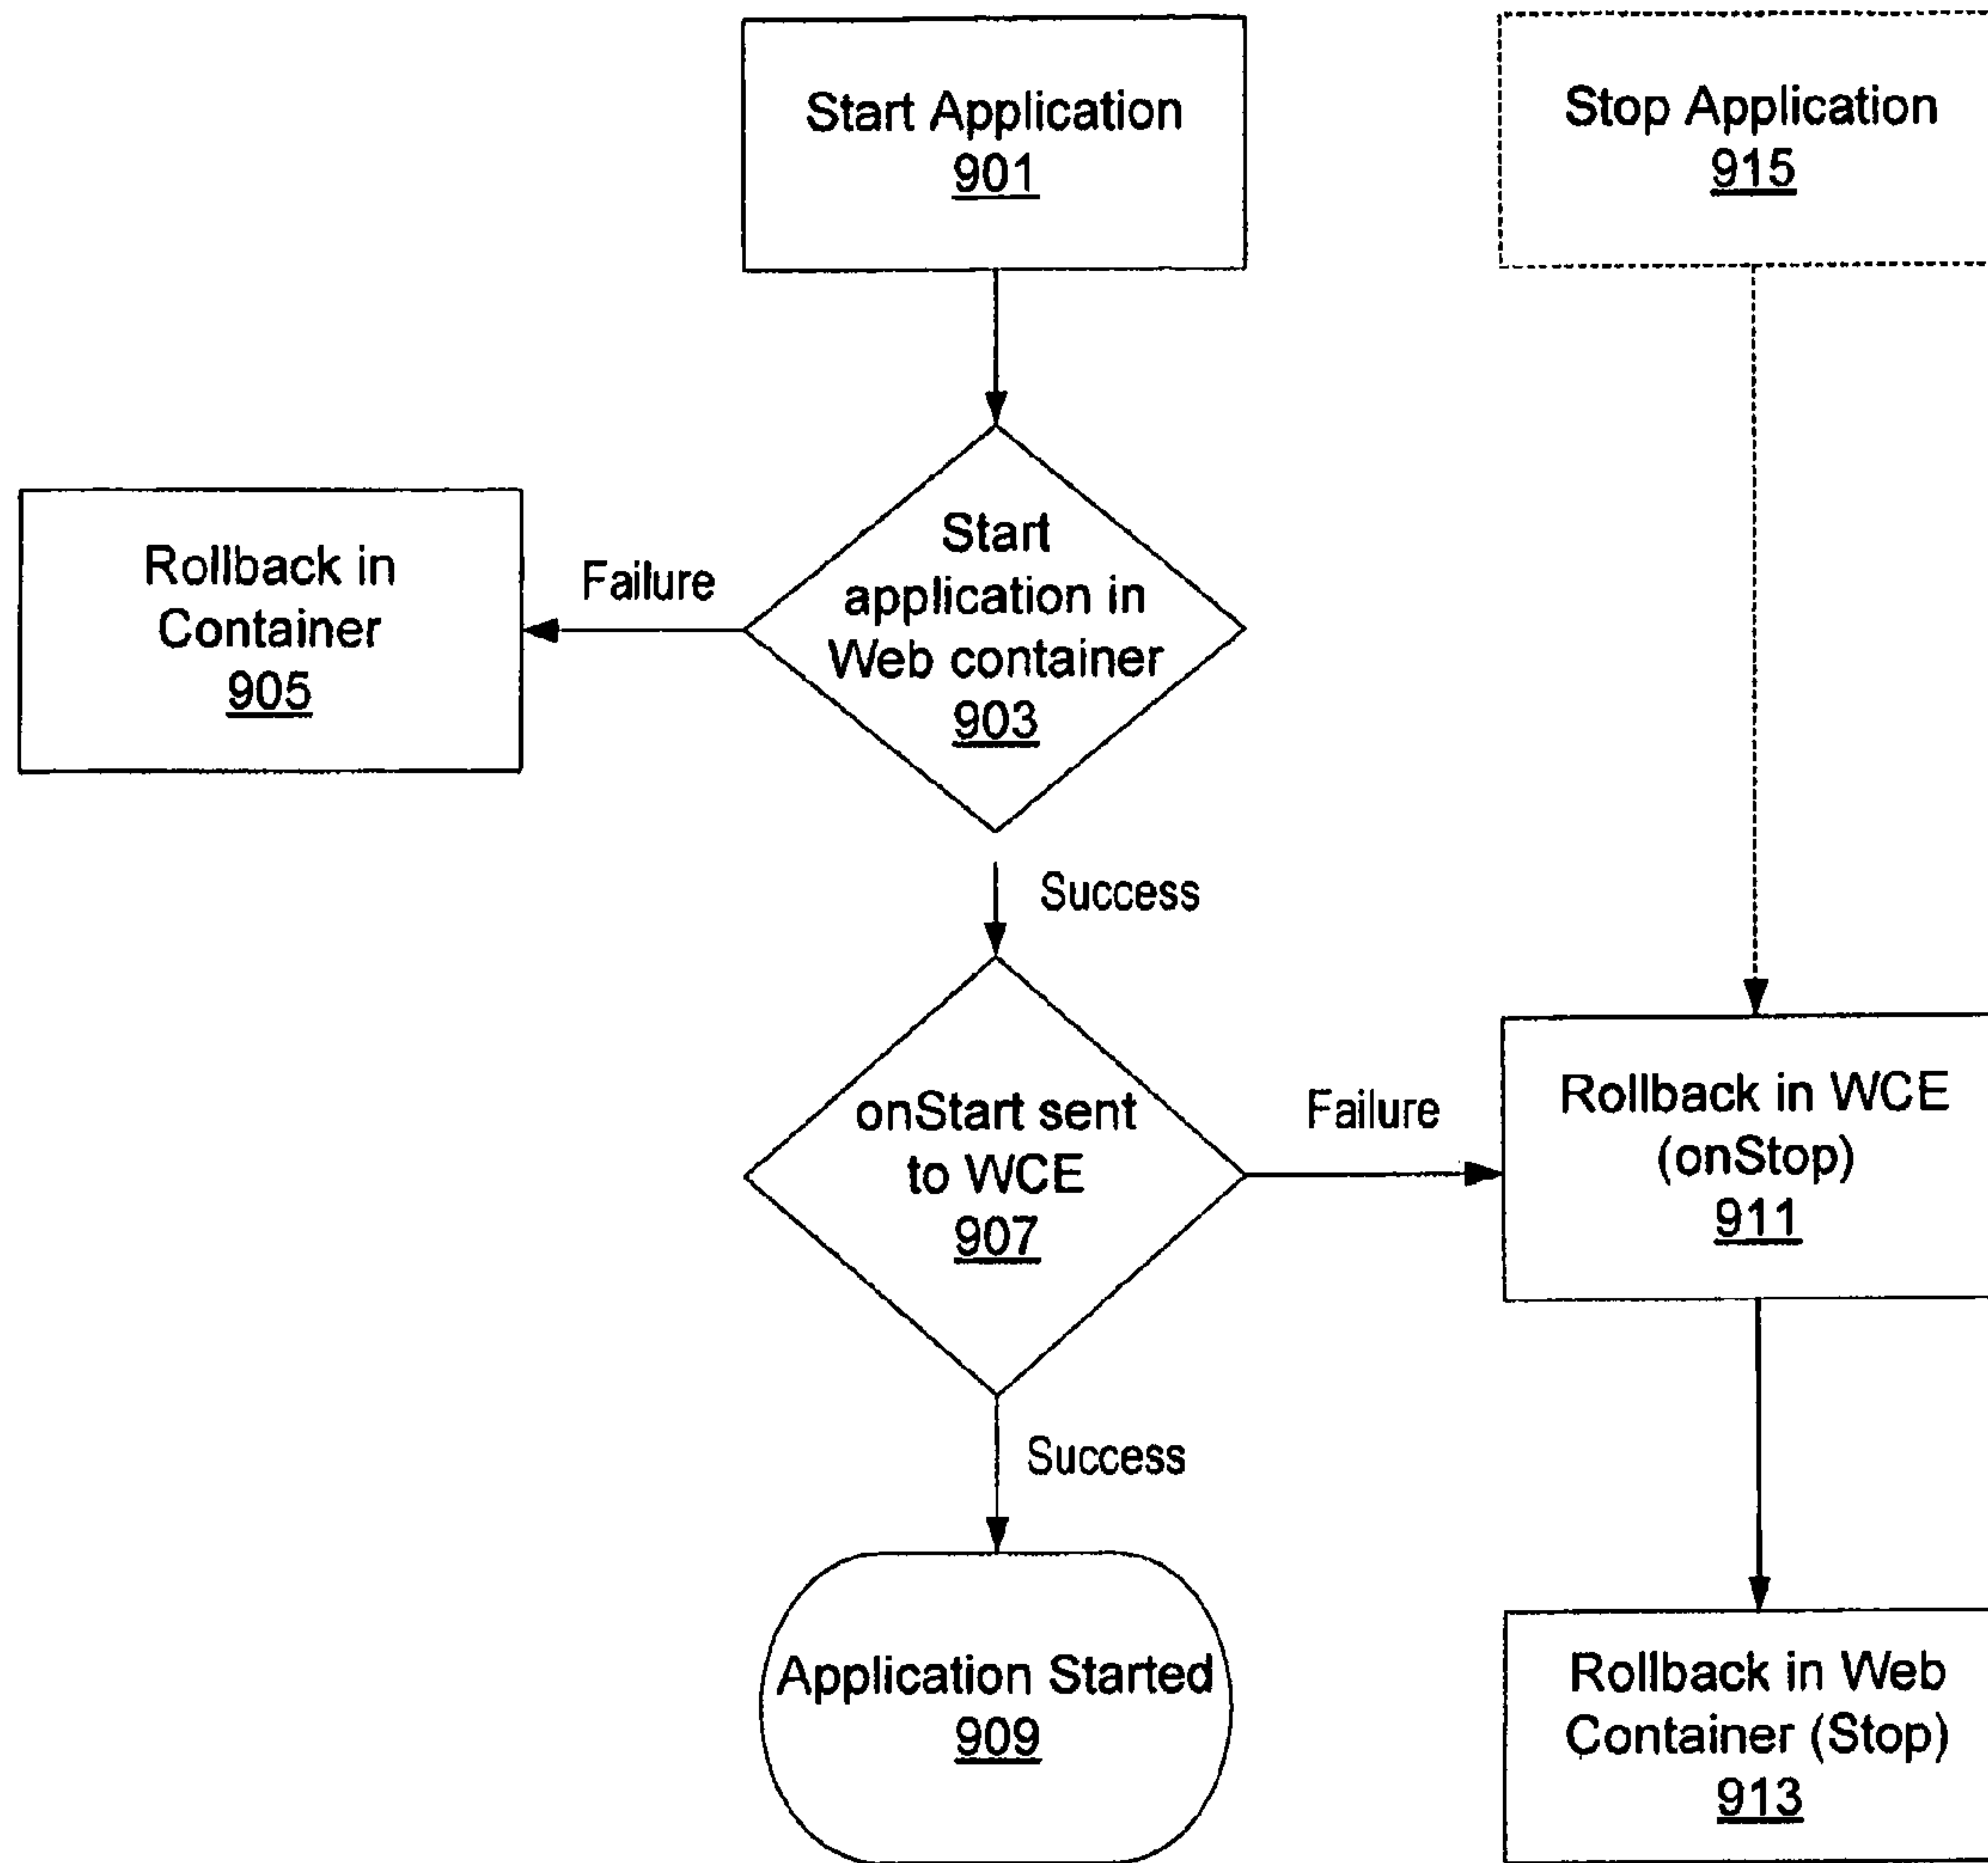 Start Application
901
Stop Application
915
Rollback in
Container
905
Failure
Start
application in
Web container
903
Success
onStart sent
to WCE
907
Failure
Rollback in WCE
(onStop)
911
Success
Application Started
909
Rollback in Web
Container (Stop)
913